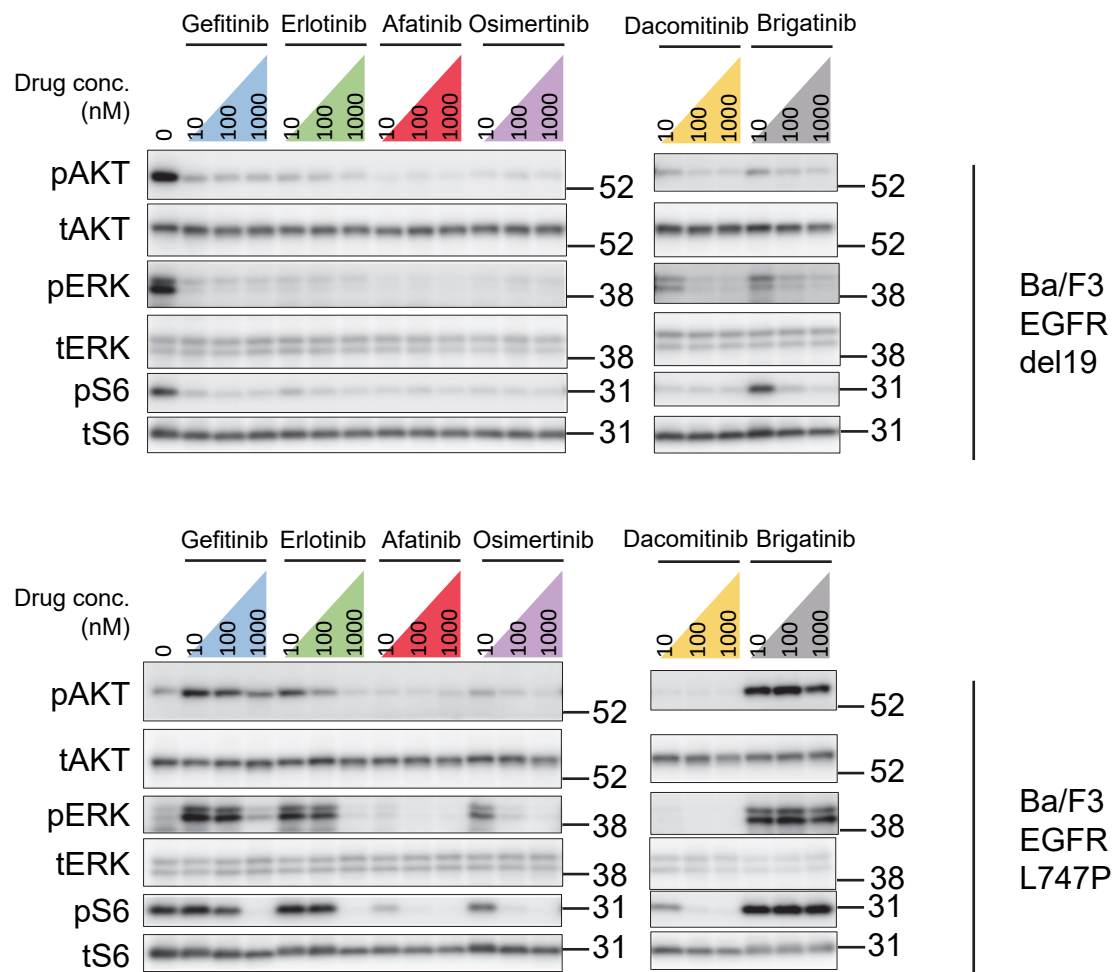 Gefitinib Erlotinib Afatinib Osimertinib Dacomitinib Brigatinib
Drug conc.
(nM)
0 10 100 1000 10 100 1000 10 100 1000 10 100 1000 10 100 1000 10 100 1000
pAKT 52 52
tAKT 52 52
pERK 38 38
tERK 38 38
pS6 31 31
tS6 31 31
Ba/F3
EGFR
del19
Gefitinib Erlotinib Afatinib Osimertinib Dacomitinib Brigatinib
Drug conc.
(nM)
0 10 100 1000 10 100 1000 10 100 1000 10 100 1000 10 100 1000 10 100 1000
pAKT 52 52
tAKT 52 52
pERK 38 38
tERK 38 38
pS6 31 31
tS6 31 31
Ba/F3
EGFR
L747P